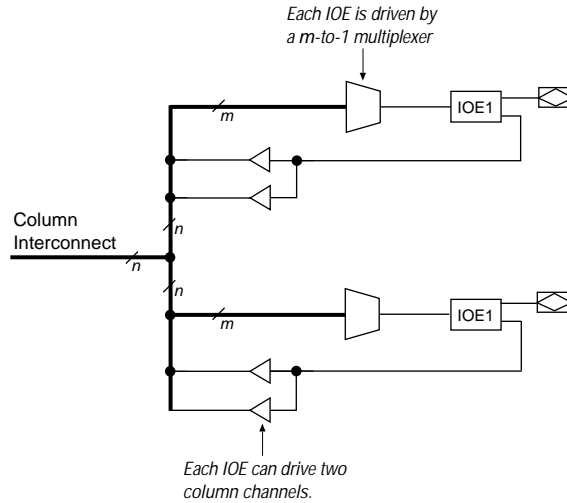 Each IOE is driven by
a m-to-1 multiplexer
IOE1
m
n
Column
Interconnect
n
n
IOE1
m
Each IOE can drive two
column channels.